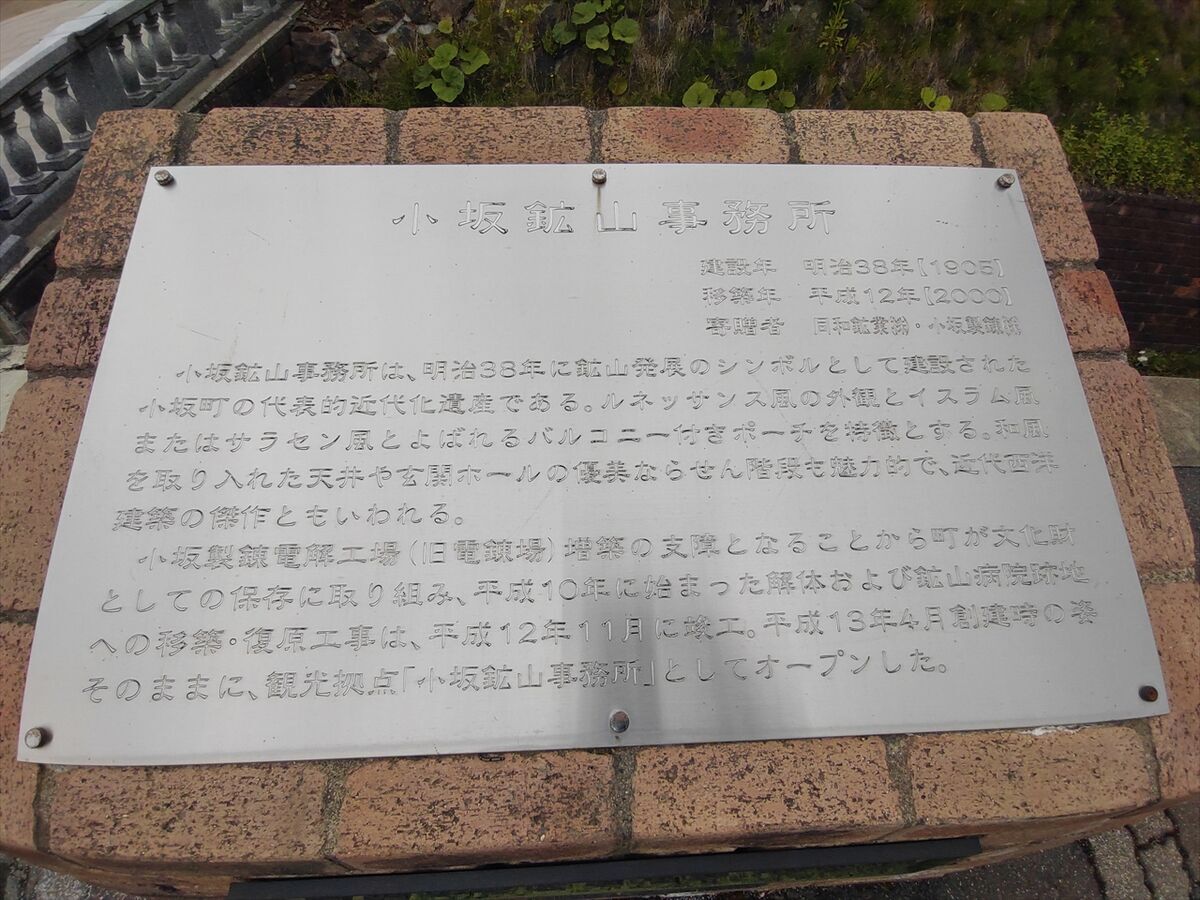 小坂鉱山事務所
建設年　明治38年【1905】
移築年　平成12年【2000】
寄贈者　同和鉱業㈱・小坂製錬㈱
小坂鉱山事務所は、明治38年に鉱山発展のシンボルとして建設された
小坂町の代表的近代化遺産である。ルネッサンス風の外観とイスラム風
またはサラセン風とよばれるバルコニー付きポーチを特徴とする。和風
を取り入れた天井や玄関ホールの優美ならせん階段も魅力的で、近代西洋
建築の傑作ともいわれる。
小坂製錬電解工場(旧電錬場)増築の支障となることから町が文化財
としての保存に取り組み、平成10年に始まった解体および鉱山病院跡地
への移築・復原工事は、平成12年11月に竣工。平成13年4月創建時の姿
そのままに、観光拠点「小坂鉱山事務所」としてオープンした。